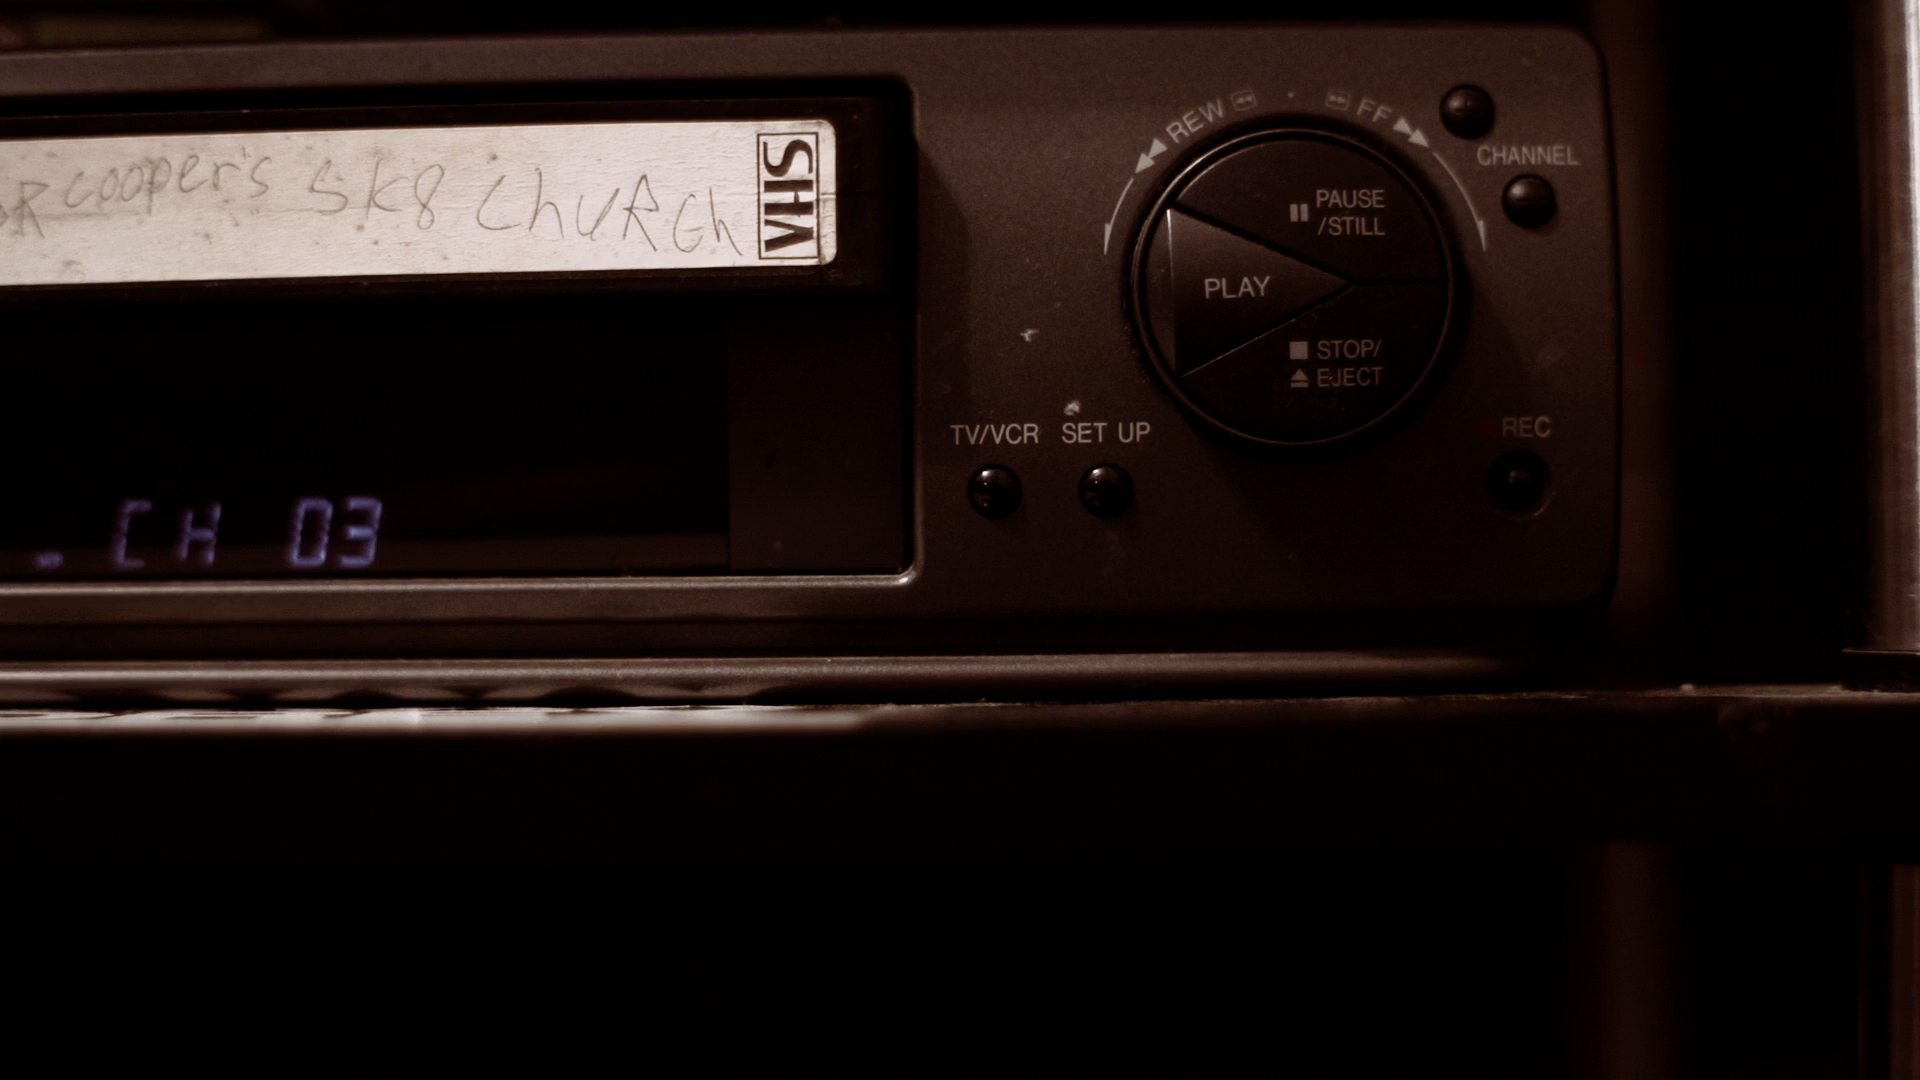 cooper's sk8 ChuRCh
VHS
REW FF
CHANNEL
PAUSE
/STILL
PLAY
STOP/
EJECT
TV/VCR SET UP
REC
CH 03